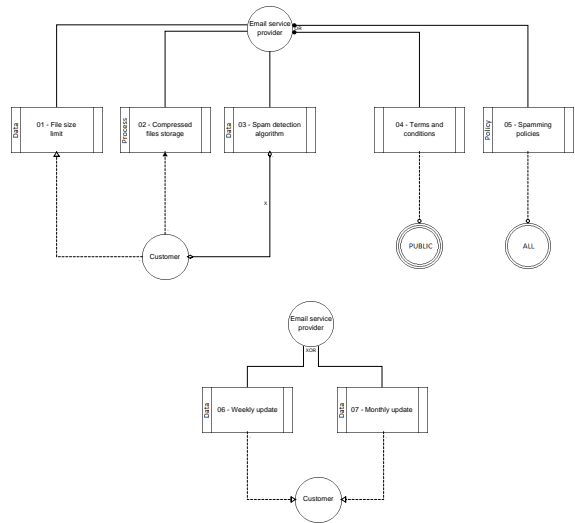 Email service
provider
OR
Data
01 - File size
limit
Process
02 - Compressed
files storage
Data
03 - Spam detection
algorithm
04 - Terms and
conditions
Policy
05 - Spamming
policies
X
Customer
PUBLIC
ALL
Email service
provider
XOR
Data
06 - Weekly update
Data
07 - Monthly update
Customer